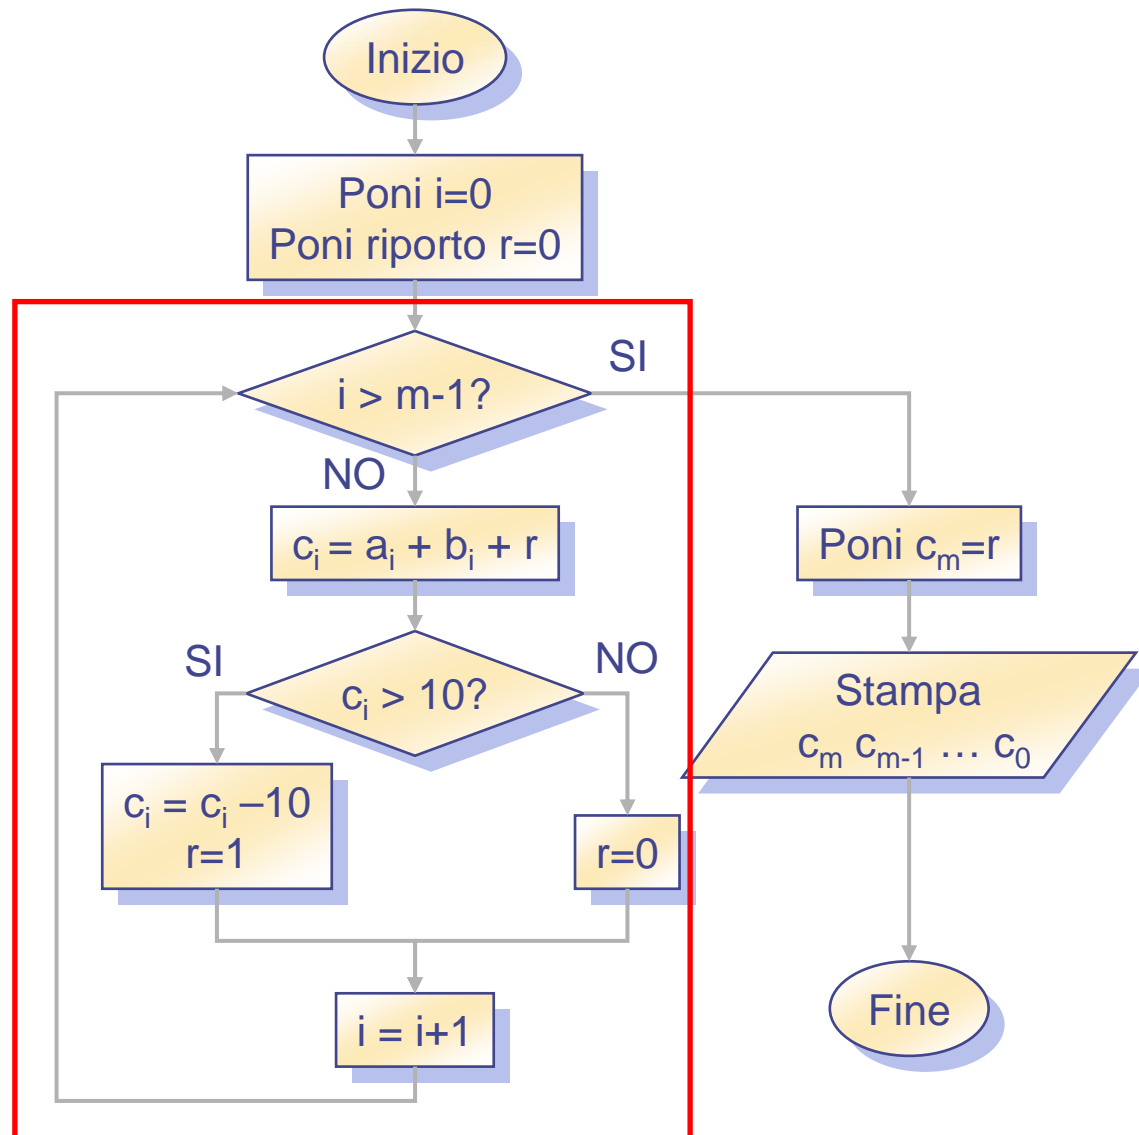 Inizio
Poni i=0
Poni riporto r=0
i > m-1?
SI
NO
cᵢ = aᵢ + bᵢ + r
cᵢ > 10?
SI
NO
cᵢ = cᵢ –10
r=1
r=0
i = i+1
Poni cₘ=r
Stampa
cₘ cₘ₋₁ … c₀
Fine